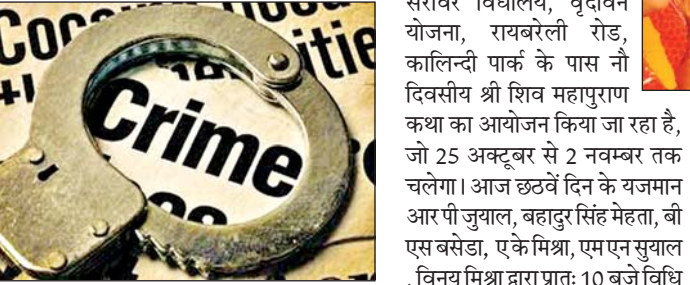 Crime
सरोवर विद्यालय, वृंदावन
योजना, रायबरेली रोड,
कालिन्दी पार्क के पास नौ
दिवसीय श्री शिव महापुराण
कथा का आयोजन किया जा रहा है,
जो 25 अक्टूबर से 2 नवम्बर तक
चलेगा। आज छठवें दिन के यजमान
आर पी जुयाल, बहादुर सिंह मेहता, बी
एस बसेडा, ए के मिश्रा, एम एन सुयाल
, विनय मिश्रा द्वारा प्रातः 10 बजे विधि